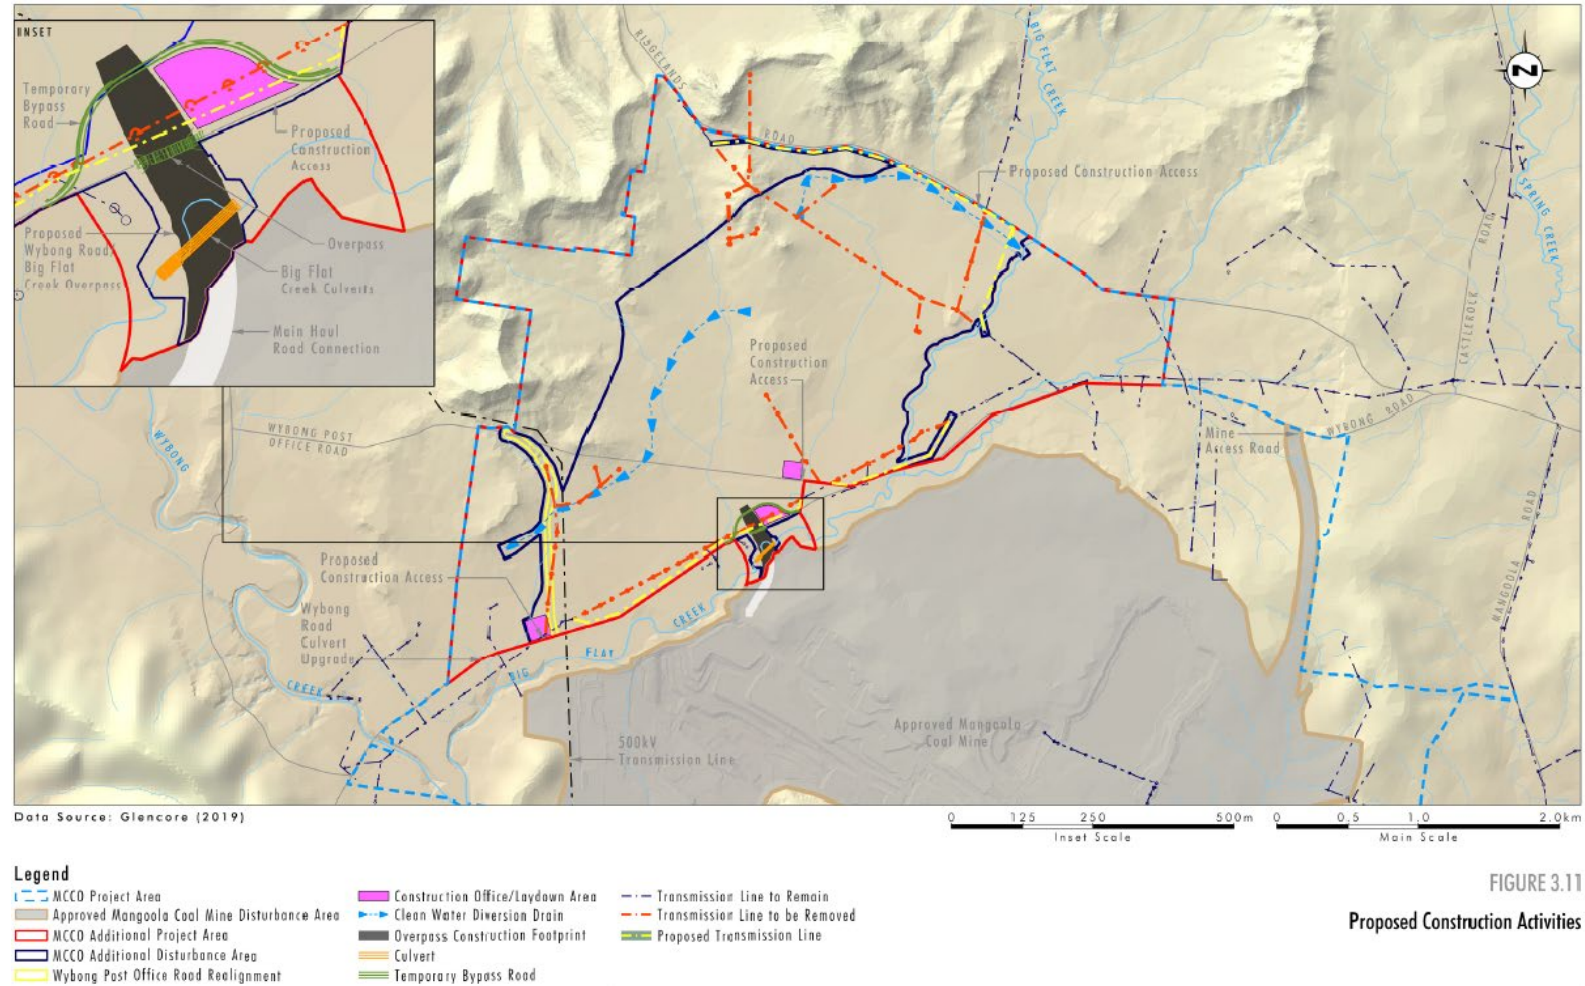 INSET
Temporary
Bypass
Road
Proposed
Construction
Access
Proposed
Wybong Road/
Big Flat
Creek Overpass
Overpass
Big Flat
Creek Culverts
Main Haul
Road Connection
RIDGELANDS
ROAD
BIG FLAT
CREEK
N
SPRING
CREEK
Proposed Construction Access
CASTLEROCK
ROAD
Proposed
Construction
Access
WYBONG POST
OFFICE ROAD
WYBONG
CREEK
WYBONG ROAD
Mine
Access Road
MANGOOLA
ROAD
Proposed
Construction Access
Wybong
Road
Culvert
Upgrade
BIG
FLAT
CREEK
500kV
Transmission Line
Approved Mangoola
Coal Mine
Data Source: Glencore (2019)
0 125 250 500m
Inset Scale
0 0.5 1.0 2.0km
Main Scale
Legend
MCCO Project Area
Approved Mangoola Coal Mine Disturbance Area
MCCO Additional Project Area
MCCO Additional Disturbance Area
Wybong Post Office Road Realignment
Construction Office/Laydown Area
Clean Water Diversion Drain
Overpass Construction Footprint
Culvert
Temporary Bypass Road
Transmission Line to Remain
Transmission Line to be Removed
Proposed Transmission Line
FIGURE 3.11
Proposed Construction Activities